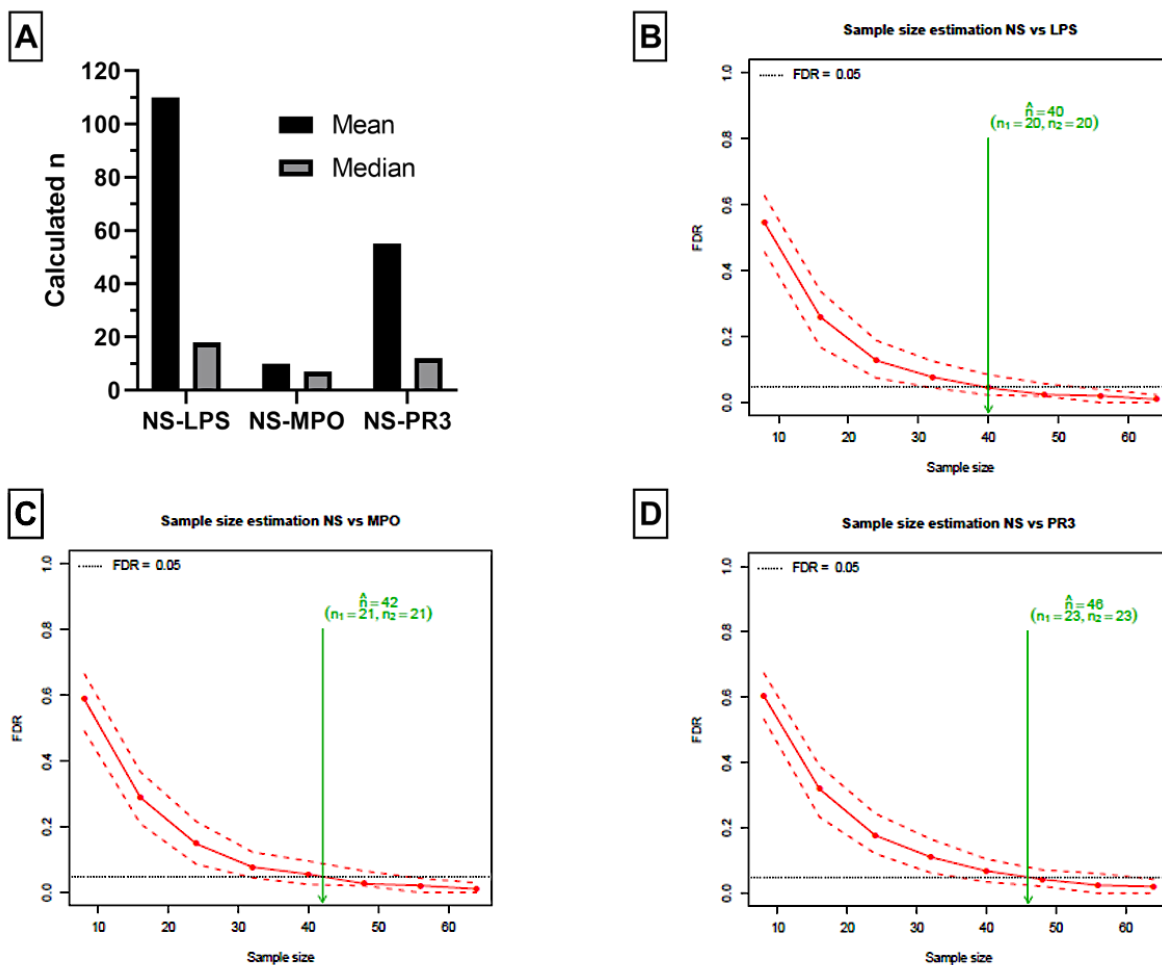 A
120
100
80
60
40
20
0
Calculated n
Mean
Median
NS-LPS NS-MPO NS-PR3
B
Sample size estimation NS vs LPS
FDR = 0.05
n̂ = 40
(n₁ = 20, n₂ = 20)
1.0
0.8
0.6
0.4
0.2
0.0
FDR
10 20 30 40 50 60
Sample size
C
Sample size estimation NS vs MPO
FDR = 0.05
n̂ = 42
(n₁ = 21, n₂ = 21)
1.0
0.8
0.6
0.4
0.2
0.0
FDR
10 20 30 40 50 60
Sample size
D
Sample size estimation NS vs PR3
FDR = 0.05
n̂ = 46
(n₁ = 23, n₂ = 23)
1.0
0.8
0.6
0.4
0.2
0.0
FDR
10 20 30 40 50 60
Sample size